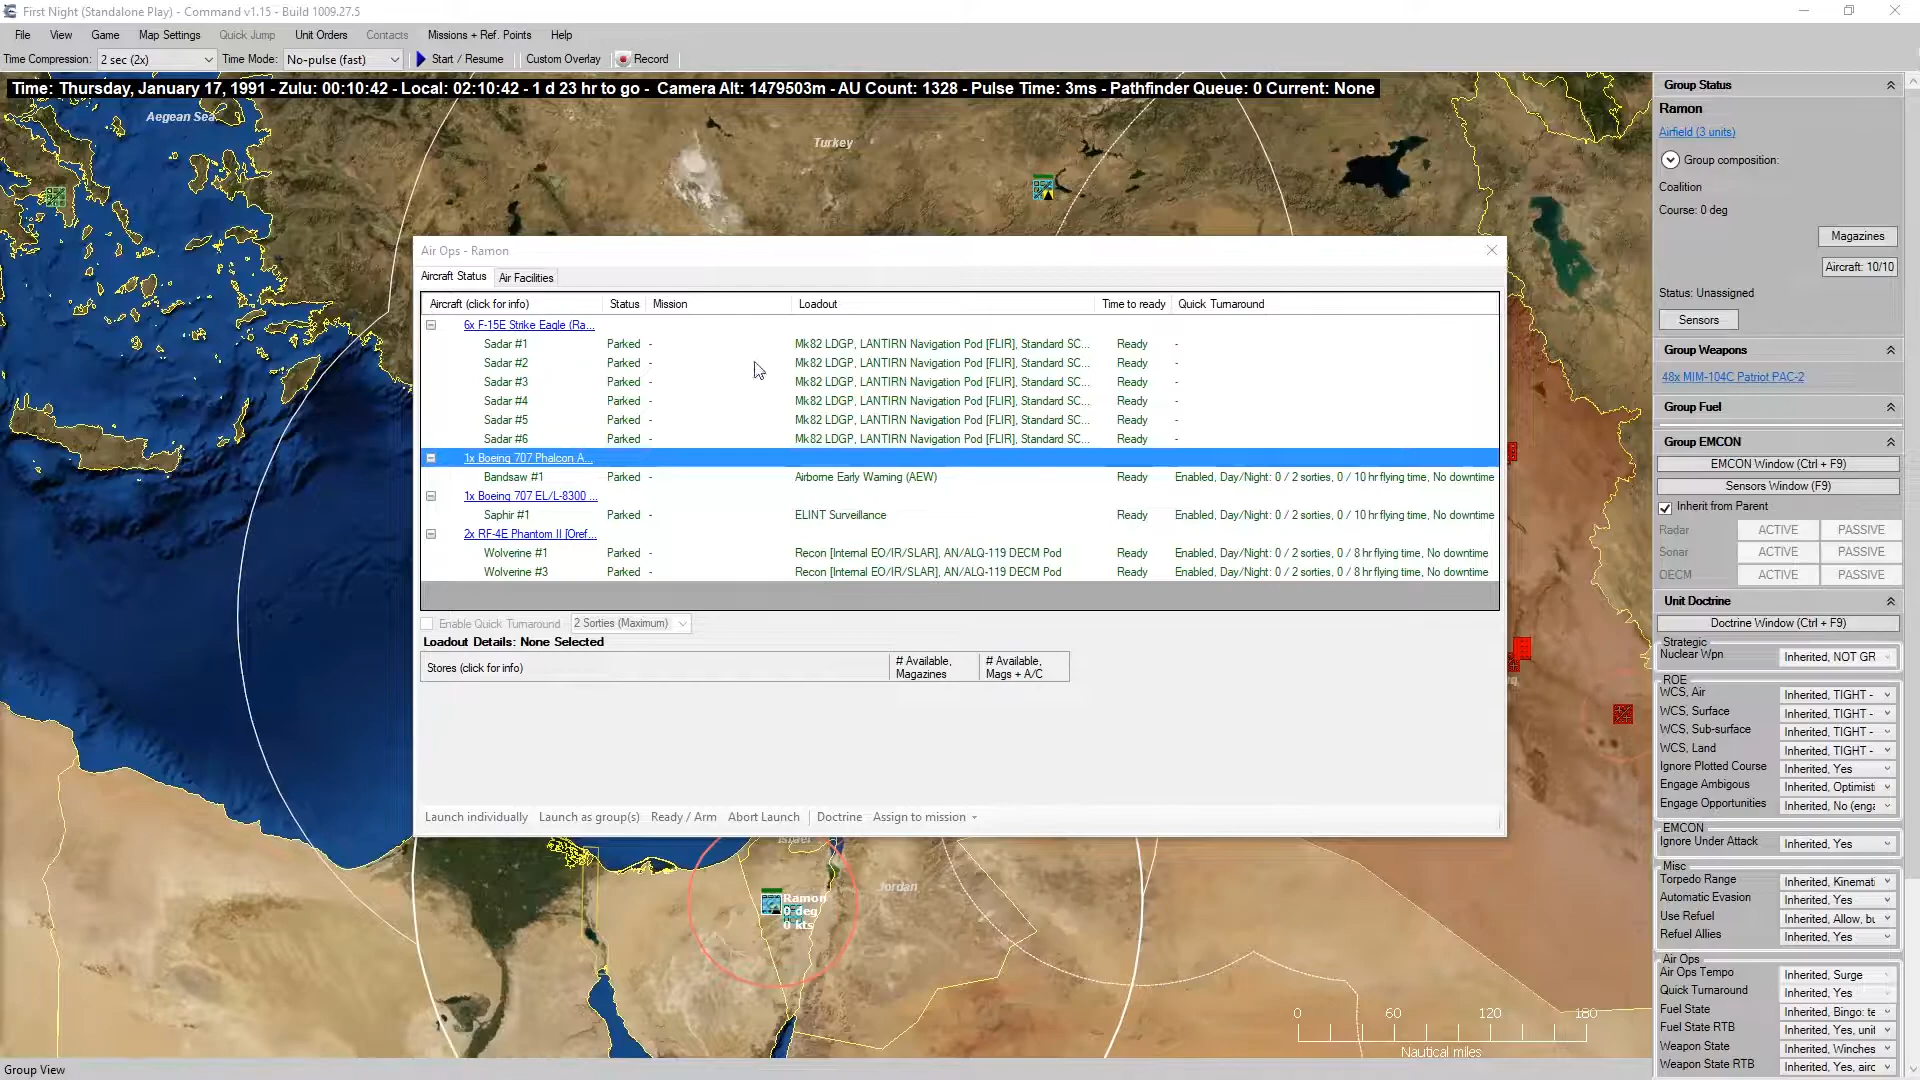 First Night (Standalone Play) - Command v1.15 - Build 1009.27.5
File View Game Map Settings Quick Jump Unit Orders Contacts Missions + Ref. Points Help
Time Compression: 2 sec (2x) Time Mode: No-pulse (fast) Start / Resume Custom Overlay Record
Time: Thursday, January 17, 1991 - Zulu: 00:10:42 - Local: 02:10:42 - 1 d 23 hr to go - Camera Alt: 1479503m - AU Count: 1328 - Pulse Time: 3ms - Pathfinder Queue: 0 Current: None
Aegean Sea
Turkey
Air Ops - Ramon
Aircraft Status Air Facilities
Aircraft (click for info) Status Mission Loadout Time to ready Quick Turnaround
6x F-15E Strike Eagle (Ra...
Sadar #1 Parked - Mk82 LDGP, LANTIRN Navigation Pod [FLIR], Standard SC... Ready -
Sadar #2 Parked - Mk82 LDGP, LANTIRN Navigation Pod [FLIR], Standard SC... Ready -
Sadar #3 Parked - Mk82 LDGP, LANTIRN Navigation Pod [FLIR], Standard SC... Ready -
Sadar #4 Parked - Mk82 LDGP, LANTIRN Navigation Pod [FLIR], Standard SC... Ready -
Sadar #5 Parked - Mk82 LDGP, LANTIRN Navigation Pod [FLIR], Standard SC... Ready -
Sadar #6 Parked - Mk82 LDGP, LANTIRN Navigation Pod [FLIR], Standard SC... Ready -
1x Boeing 707 Phalcon A...
Bandsaw #1 Parked - Airborne Early Warning (AEW) Ready Enabled, Day/Night: 0 / 2 sorties, 0 / 10 hr flying time, No downtime
1x Boeing 707 EL/L-8300 ...
Saphir #1 Parked - ELINT Surveillance Ready Enabled, Day/Night: 0 / 2 sorties, 0 / 10 hr flying time, No downtime
2x RF-4E Phantom II [Oref...
Wolverine #1 Parked - Recon [Internal EO/IR/SLAR], AN/ALQ-119 DECM Pod Ready Enabled, Day/Night: 0 / 2 sorties, 0 / 8 hr flying time, No downtime
Wolverine #3 Parked - Recon [Internal EO/IR/SLAR], AN/ALQ-119 DECM Pod Ready Enabled, Day/Night: 0 / 2 sorties, 0 / 8 hr flying time, No downtime
Enable Quick Turnaround 2 Sorties (Maximum)
Loadout Details: None Selected
Stores (click for info) # Available, Magazines # Available, Mags + A/C
Launch individually Launch as group(s) Ready / Arm Abort Launch Doctrine Assign to mission
Israel
Jordan
Ramon
0 deg
0 kts
0 60 120 180
Nautical miles
Group View
Group Status
Ramon
Airfield (3 units)
Group composition:
Coalition
Course: 0 deg
Magazines
Aircraft: 10/10
Status: Unassigned
Sensors
Group Weapons
48x MIM-104C Patriot PAC-2
Group Fuel
Group EMCON
EMCON Window (Ctrl + F9)
Sensors Window (F9)
Inherit from Parent
Radar ACTIVE PASSIVE
Sonar ACTIVE PASSIVE
OECM ACTIVE PASSIVE
Unit Doctrine
Doctrine Window (Ctrl + F9)
Strategic
Nuclear Wpn Inherited, NOT GR
ROE
WCS, Air Inherited, TIGHT -
WCS, Surface Inherited, TIGHT -
WCS, Sub-surface Inherited, TIGHT -
WCS, Land Inherited, TIGHT -
Ignore Plotted Course Inherited, Yes
Engage Ambigous Inherited, Optimisti
Engage Opportunities Inherited, No (enga
EMCON
Ignore Under Attack Inherited, Yes
Misc
Torpedo Range Inherited, Kinemati
Automatic Evasion Inherited, Yes
Use Refuel Inherited, Allow, bu
Refuel Allies Inherited, Yes
Air Ops
Air Ops Tempo Inherited, Surge
Quick Turnaround Inherited, Yes
Fuel State Inherited, Bingo: te
Fuel State RTB Inherited, Yes, unit
Weapon State Inherited, Winches
Weapon State RTB Inherited, Yes, airc